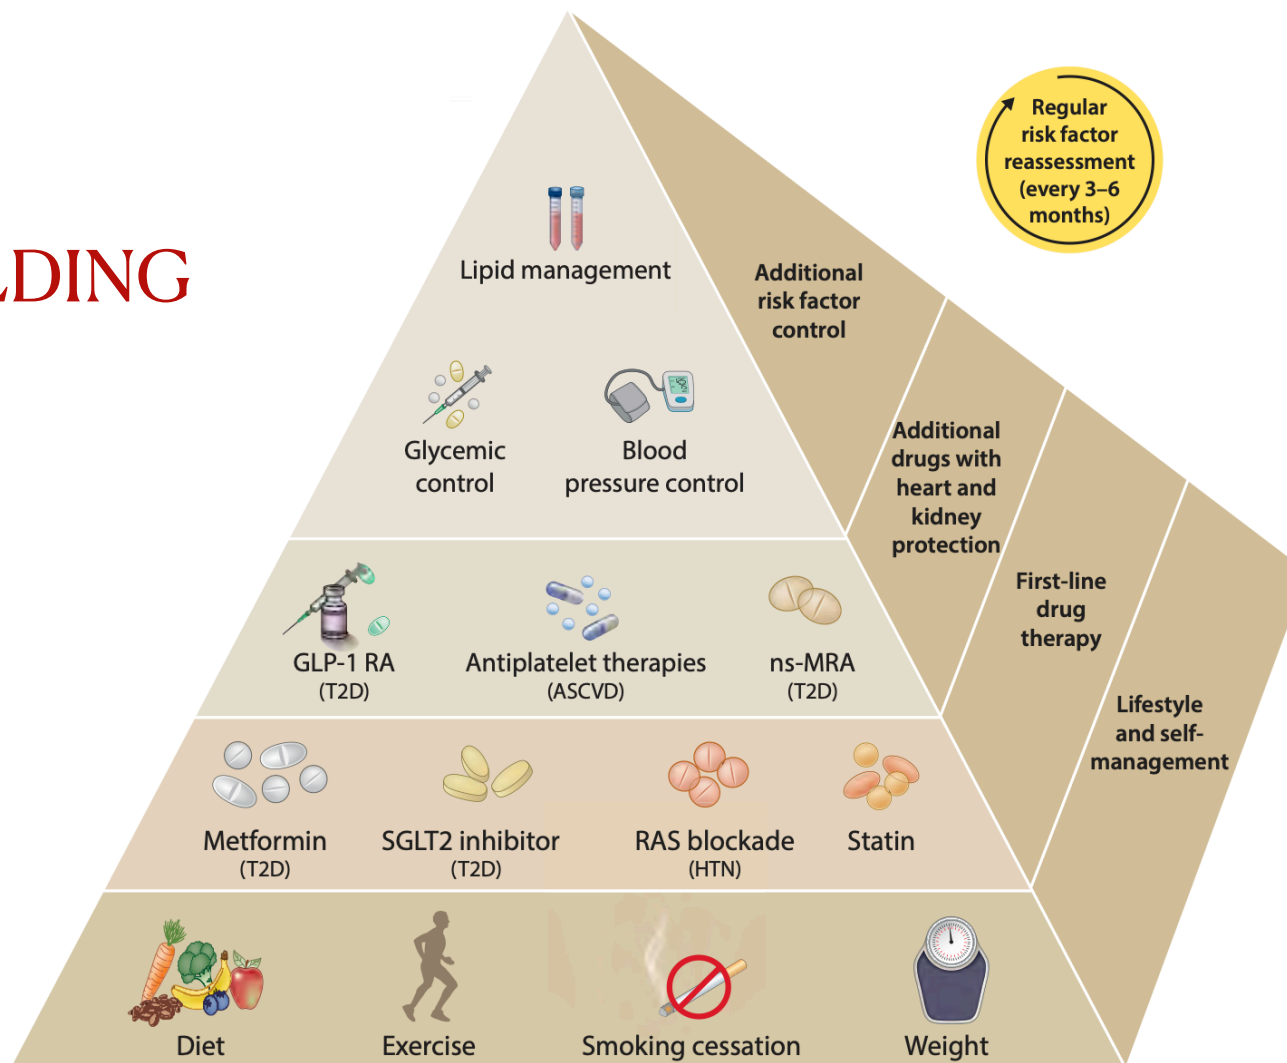 Regular
risk factor
reassessment
(every 3–6
months)
LDING
Lipid management
Additional
risk factor
control
Glycemic
control
Blood
pressure control
Additional
drugs with
heart and
kidney
protection
GLP-1 RA
(T2D)
Antiplatelet therapies
(ASCVD)
ns-MRA
(T2D)
First-line
drug
therapy
Metformin
(T2D)
SGLT2 inhibitor
(T2D)
RAS blockade
(HTN)
Statin
Lifestyle
and self-
management
Diet
Exercise
Smoking cessation
Weight